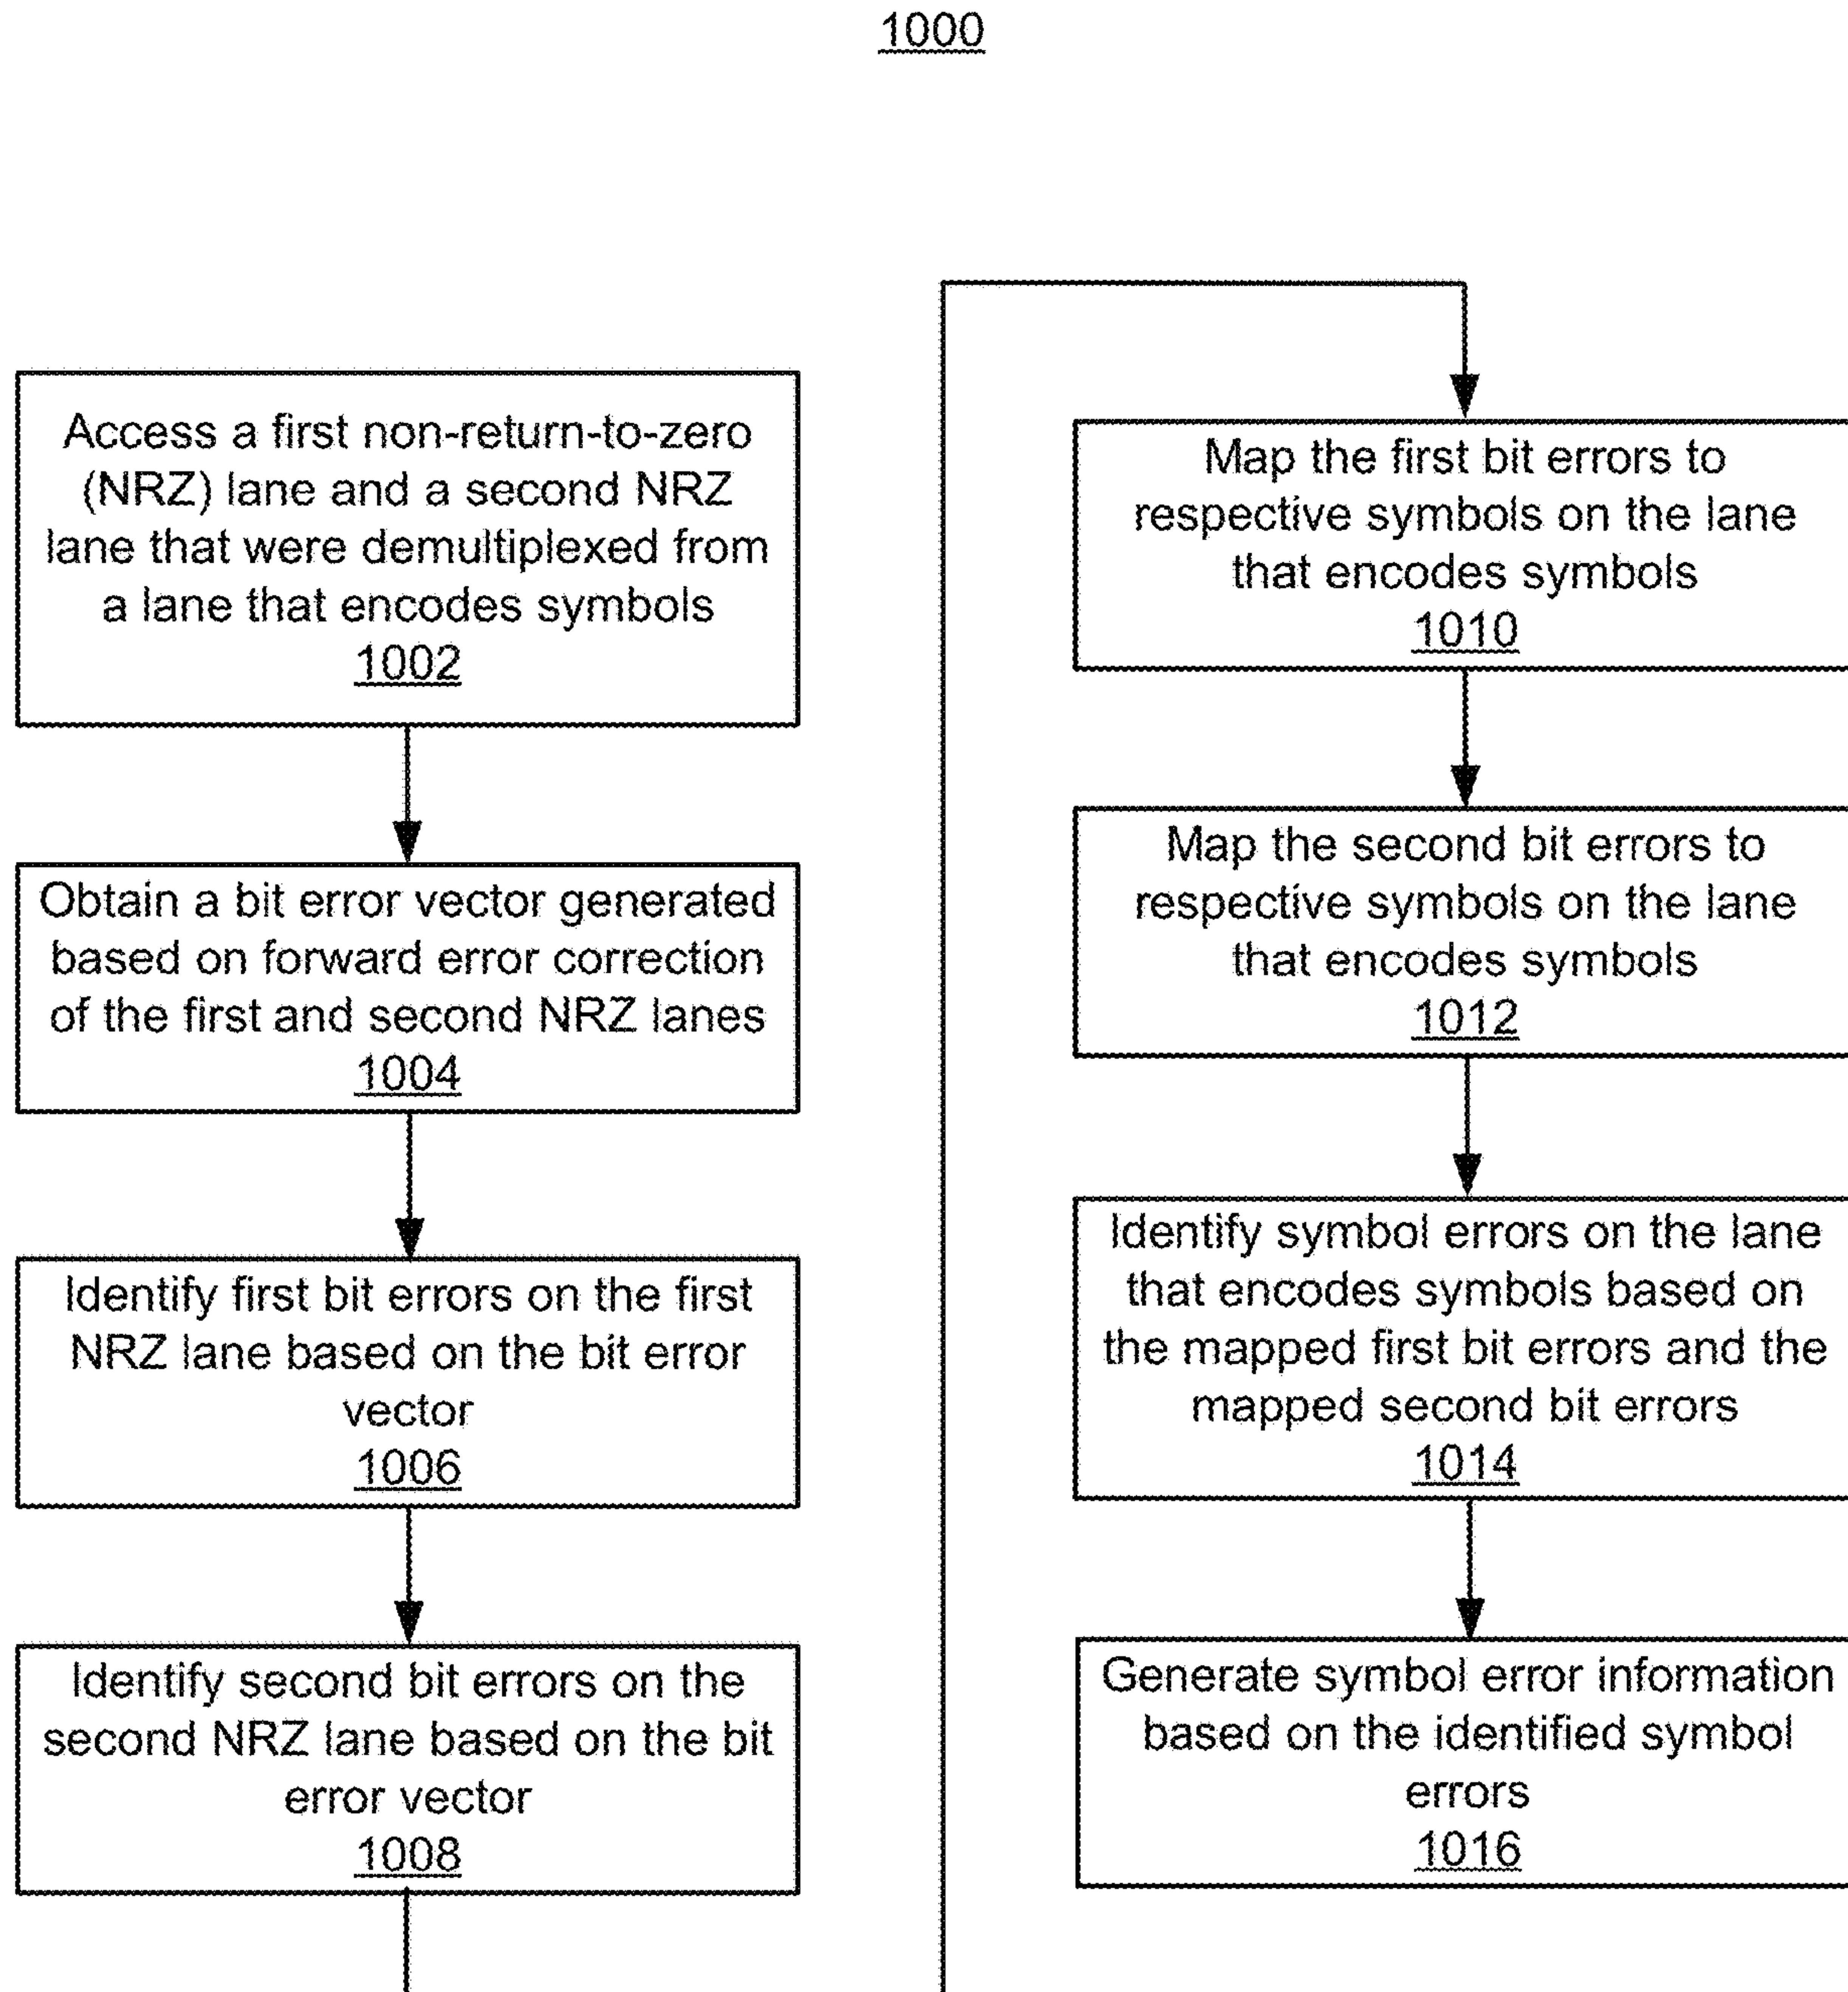 1000
Access a first non-return-to-zero
(NRZ) lane and a second NRZ
lane that were demultiplexed from
a lane that encodes symbols
1002
Obtain a bit error vector generated
based on forward error correction
of the first and second NRZ lanes
1004
Identify first bit errors on the first
NRZ lane based on the bit error
vector
1006
Identify second bit errors on the
second NRZ lane based on the bit
error vector
1008
Map the first bit errors to
respective symbols on the lane
that encodes symbols
1010
Map the second bit errors to
respective symbols on the lane
that encodes symbols
1012
Identify symbol errors on the lane
that encodes symbols based on
the mapped first bit errors and the
mapped second bit errors
1014
Generate symbol error information
based on the identified symbol
errors
1016